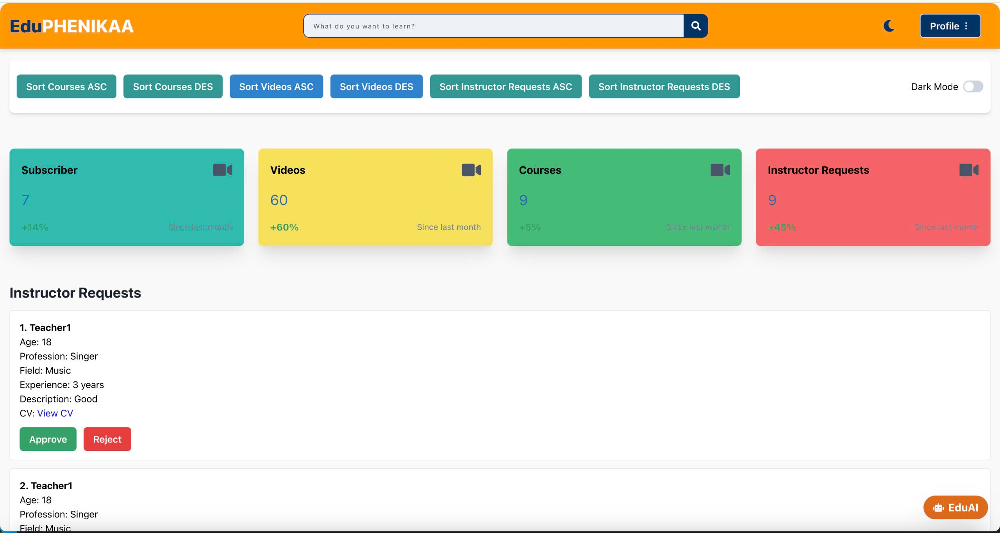 EduPHENIKAA
What do you want to learn?
Profile
Sort Courses ASC
Sort Courses DES
Sort Videos ASC
Sort Videos DES
Sort Instructor Requests ASC
Sort Instructor Requests DES
Dark Mode
Subscriber
7
+14%
Since last month
Videos
60
+60%
Since last month
Courses
9
+5%
Since last month
Instructor Requests
9
+45%
Since last month
Instructor Requests
1. Teacher1
Age: 18
Profession: Singer
Field: Music
Experience: 3 years
Description: Good
CV: View CV
Approve
Reject
2. Teacher1
Age: 18
Profession: Singer
Field: Music
EduAI